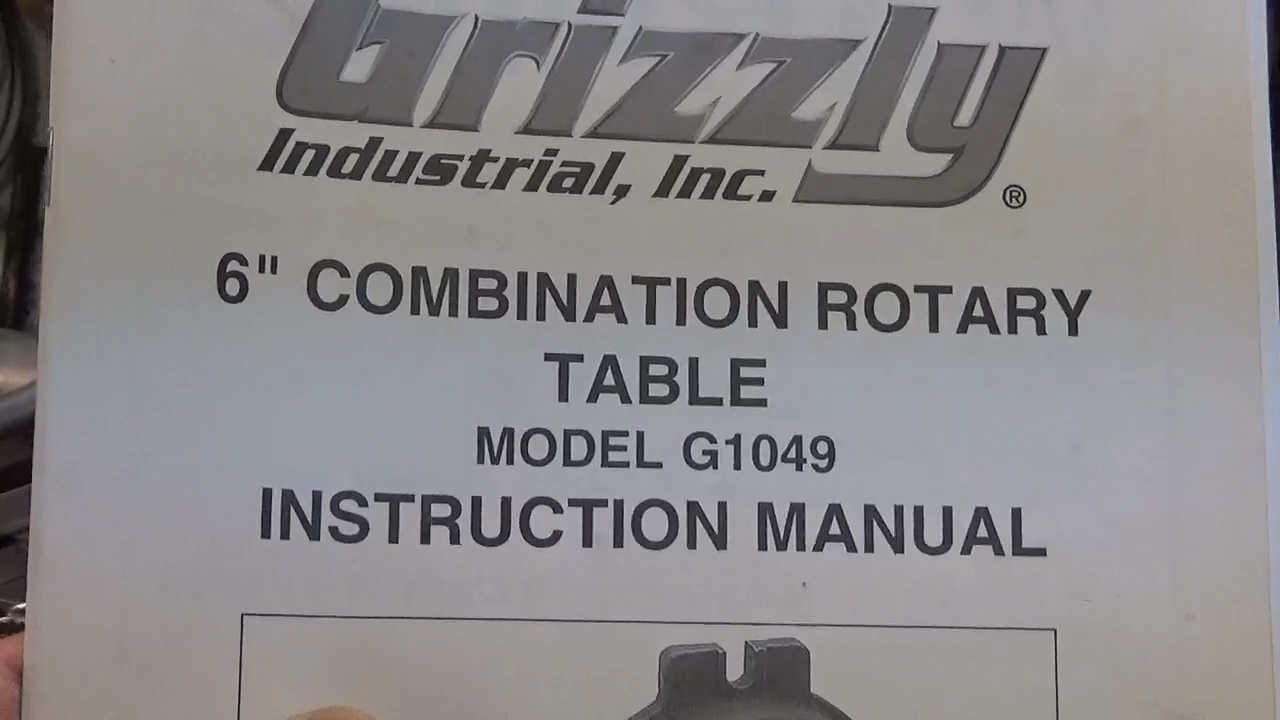 Grizzly
Industrial, Inc. ®
6" COMBINATION ROTARY
TABLE
MODEL G1049
INSTRUCTION MANUAL